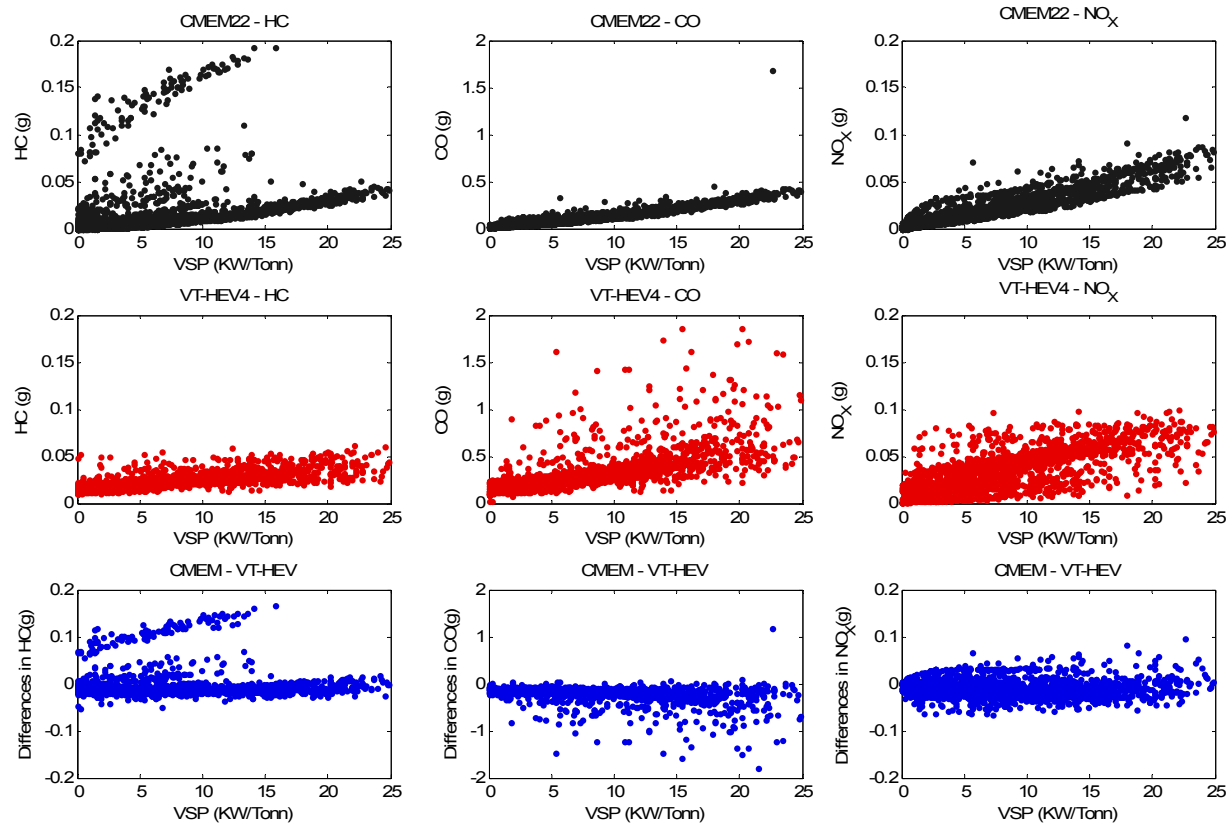 CMEM22 - HC
0.2
0.15
0.1
0.05
0
HC (g)
0 5 10 15 20 25
VSP (KW/Tonn)
CMEM22 - CO
2
1.5
1
0.5
0
CO (g)
0 5 10 15 20 25
VSP (KW/Tonn)
CMEM22 - NOX
0.2
0.15
0.1
0.05
0
NOX (g)
0 5 10 15 20 25
VSP (KW/Tonn)
VT-HEV4 - HC
0.2
0.15
0.1
0.05
0
HC (g)
0 5 10 15 20 25
VSP (KW/Tonn)
VT-HEV4 - CO
2
1.5
1
0.5
0
CO (g)
0 5 10 15 20 25
VSP (KW/Tonn)
VT-HEV4 - NOX
0.2
0.15
0.1
0.05
0
NOX (g)
0 5 10 15 20 25
VSP (KW/Tonn)
CMEM - VT-HEV
0.2
0.1
0
-0.1
-0.2
Differences in HC(g)
0 5 10 15 20 25
VSP (KW/Tonn)
CMEM - VT-HEV
2
1
0
-1
-2
Differences in CO(g)
0 5 10 15 20 25
VSP (KW/Tonn)
CMEM - VT-HEV
0.2
0.1
0
-0.1
-0.2
Differences in NOX(g)
0 5 10 15 20 25
VSP (KW/Tonn)